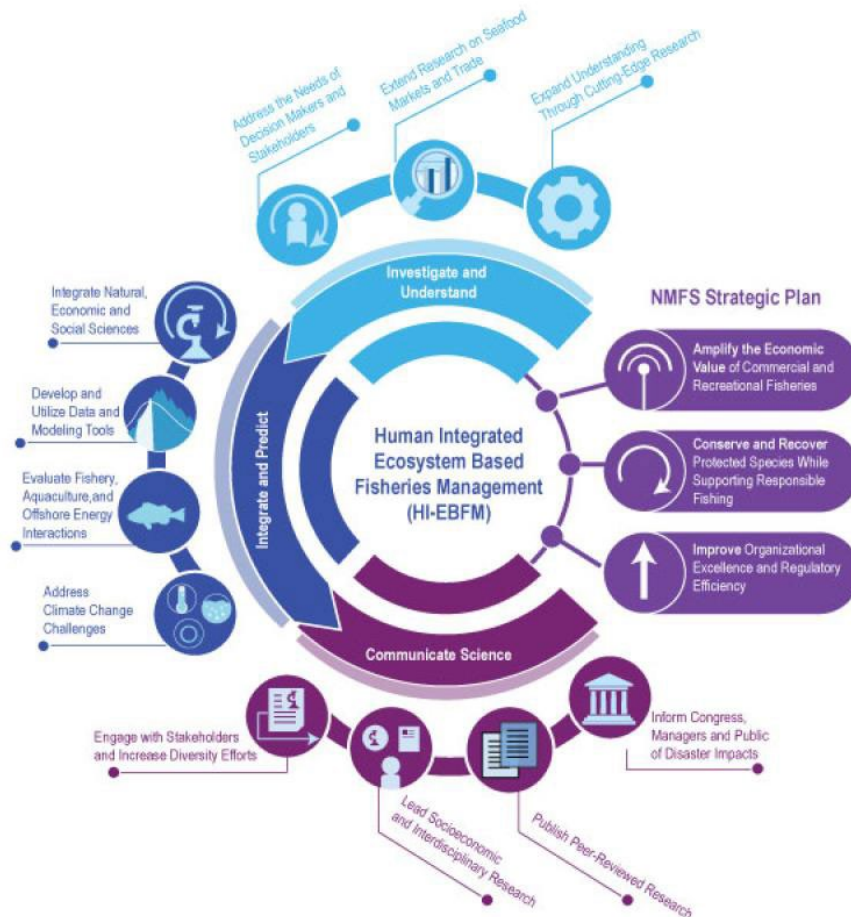 Address the Needs of
Decision Makers and
Stakeholders
Extend Research on Seafood
Markets and Trade
Expand Understanding
Through Cutting-Edge Research
Investigate and
Understand
Integrate Natural,
Economic and
Social Sciences
Develop and
Utilize Data and
Modeling Tools
Evaluate Fishery,
Aquaculture,and
Offshore Energy
Interactions
Address
Climate Change
Challenges
Integrate and Predict
Human Integrated
Ecosystem Based
Fisheries Management
(HI-EBFM)
NMFS Strategic Plan
Amplify the Economic
Value of Commercial and
Recreational Fisheries
Conserve and Recover
Protected Species While
Supporting Responsible
Fishing
Improve Organizational
Excellence and Regulatory
Efficiency
Communicate Science
Engage with Stakeholders
and Increase Diversity Efforts
Lead Socioeconomic
and Interdisciplinary Research
Publish Peer-Reviewed Research
Inform Congress,
Managers and Public
of Disaster Impacts